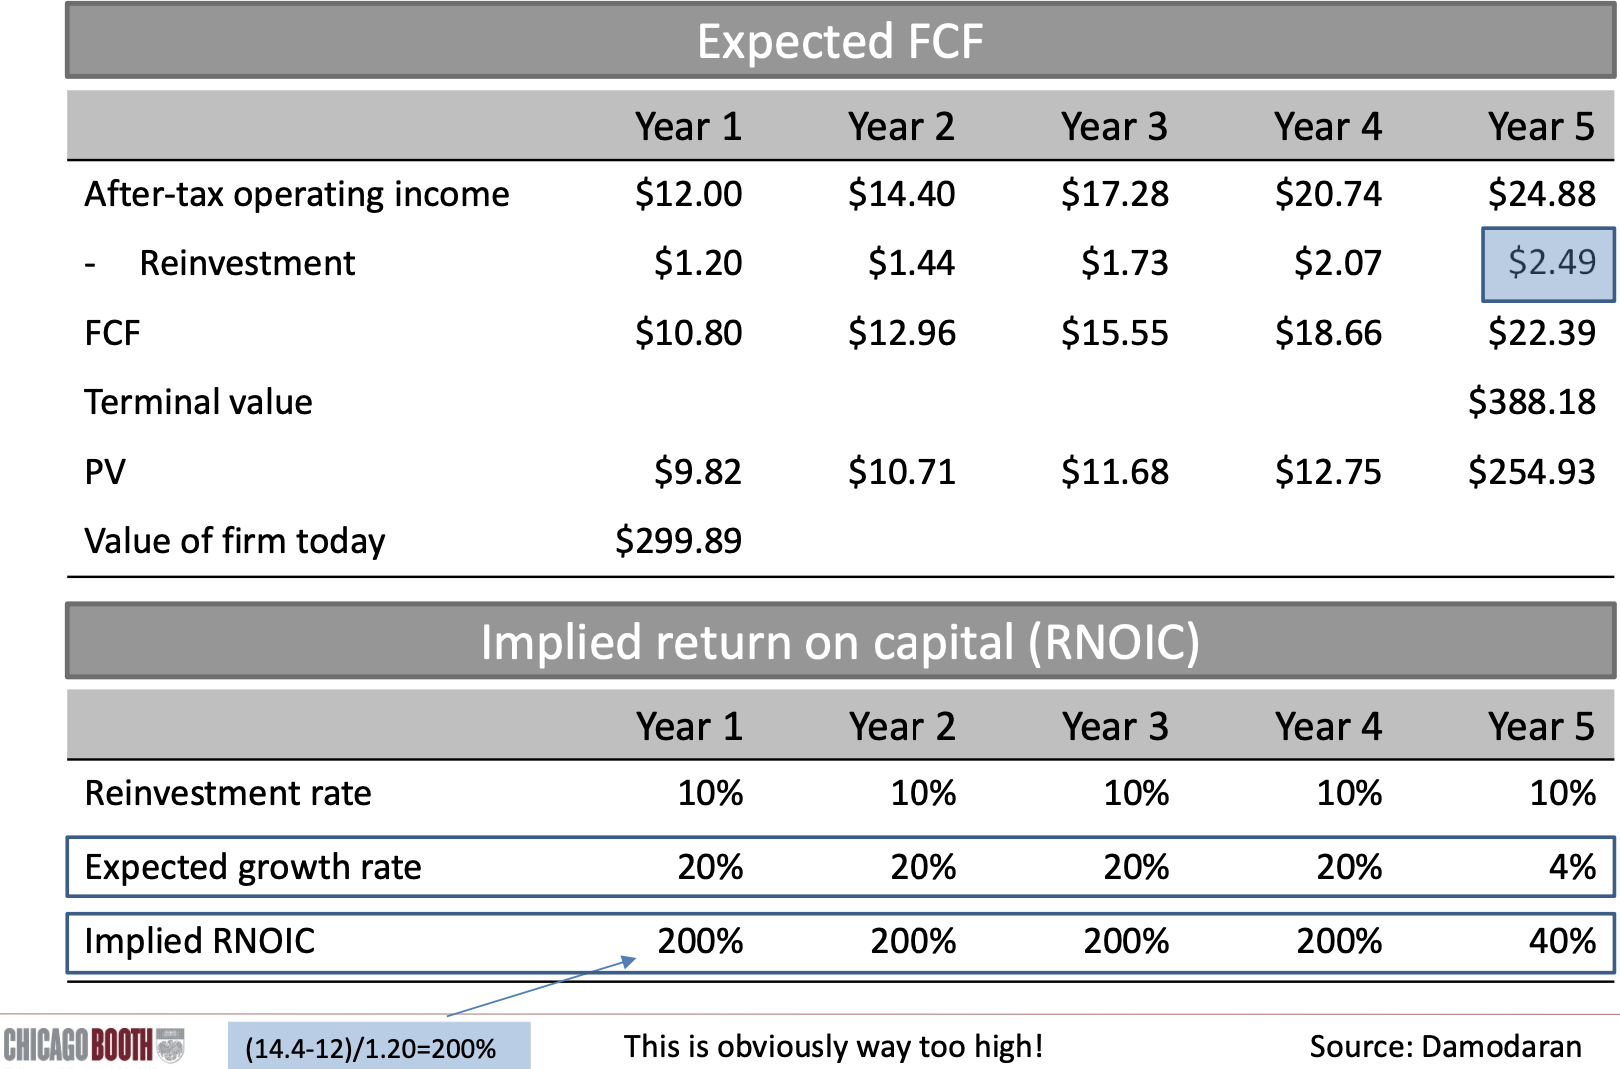 Expected FCF
Year 1 Year 2 Year 3 Year 4 Year 5
After-tax operating income $12.00 $14.40 $17.28 $20.74 $24.88
- Reinvestment $1.20 $1.44 $1.73 $2.07 $2.49
FCF $10.80 $12.96 $15.55 $18.66 $22.39
Terminal value $388.18
PV $9.82 $10.71 $11.68 $12.75 $254.93
Value of firm today $299.89
Implied return on capital (RNOIC)
Year 1 Year 2 Year 3 Year 4 Year 5
Reinvestment rate 10% 10% 10% 10% 10%
Expected growth rate 20% 20% 20% 20% 4%
Implied RNOIC 200% 200% 200% 200% 40%
CHICAGO BOOTH (14.4-12)/1.20=200% This is obviously way too high! Source: Damodaran